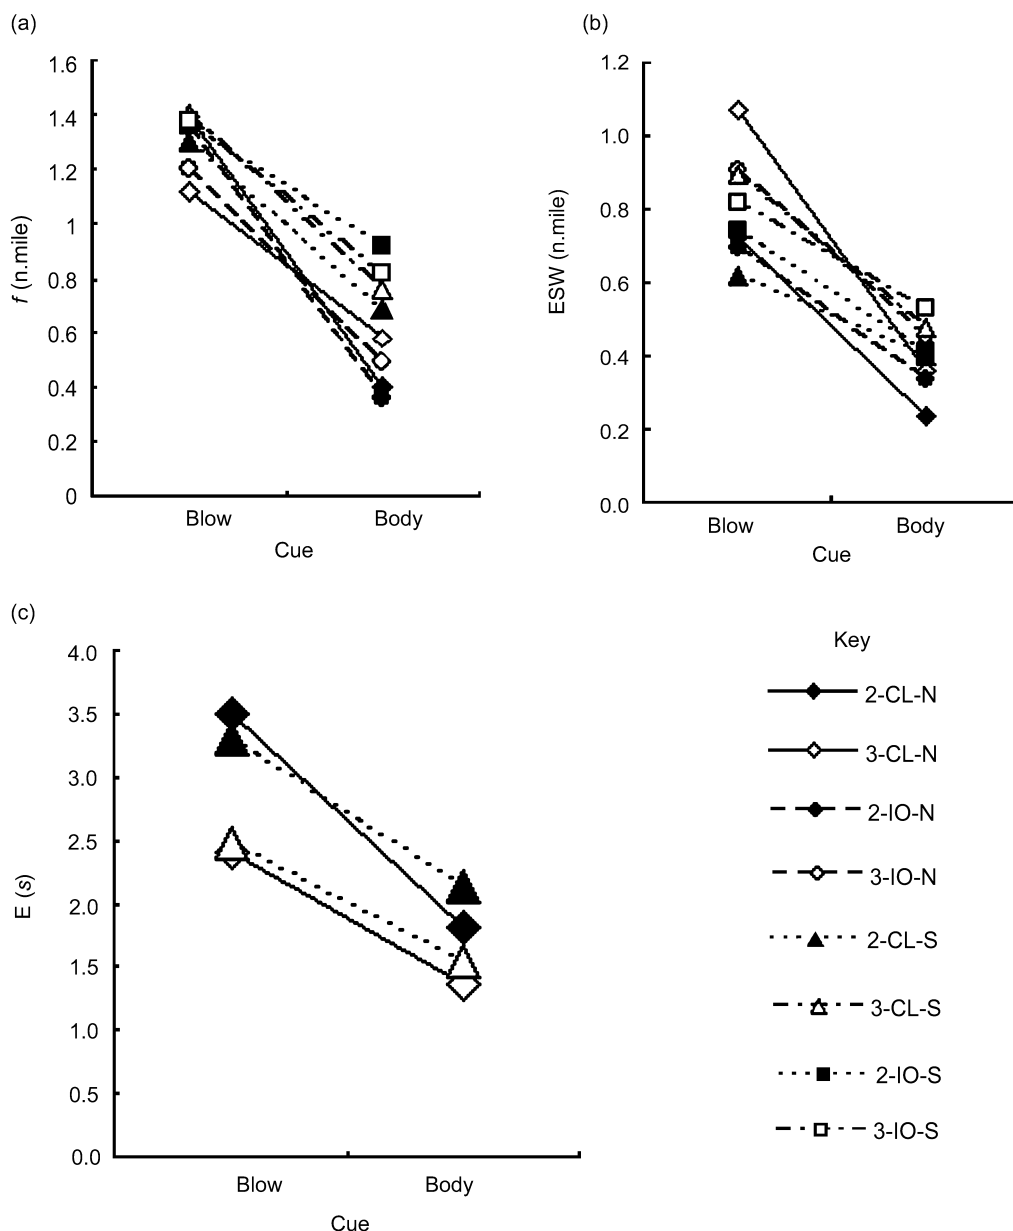 (a)
1.6
1.4
1.2
1
0.8
0.6
0.4
0.2
0
f (n.mile)
Blow
Body
Cue
(b)
1.2
1.0
0.8
0.6
0.4
0.2
0.0
ESW (n.mile)
Blow
Body
Cue
(c)
4.0
3.5
3.0
2.5
2.0
1.5
1.0
0.5
0.0
E (s)
Blow
Body
Cue
Key
2-CL-N
3-CL-N
2-IO-N
3-IO-N
2-CL-S
3-CL-S
2-IO-S
3-IO-S